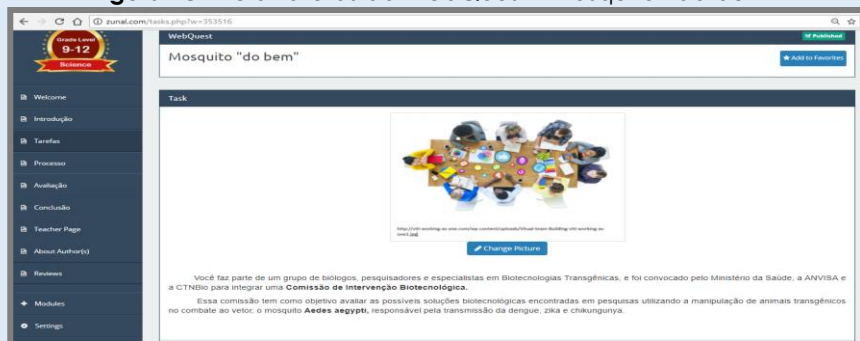 zunal.com/tasks.php?w=353516
Grade Level
9-12
Science
WebQuest
Published
Mosquito "do bem"
Add to Favorites
Welcome
Introdução
Tarefas
Processo
Avaliação
Conclusão
Teacher Page
About Author(s)
Reviews
Modules
Settings
Task
Change Picture
Você faz parte de um grupo de biólogos, pesquisadores e especialistas em Biotecnologias Transgênicas, e foi convocado pelo Ministério da Saúde, a ANVISA e
a CTNBio para integrar uma Comissão de Intervenção Biotecnológica.
Essa comissão tem como objetivo avaliar as possíveis soluções biotecnológicas encontradas em pesquisas utilizando a manipulação de animais transgênicos
no combate ao vetor, o mosquito Aedes aegypti, responsável pela transmissão da dengue, zika e chikungunya.